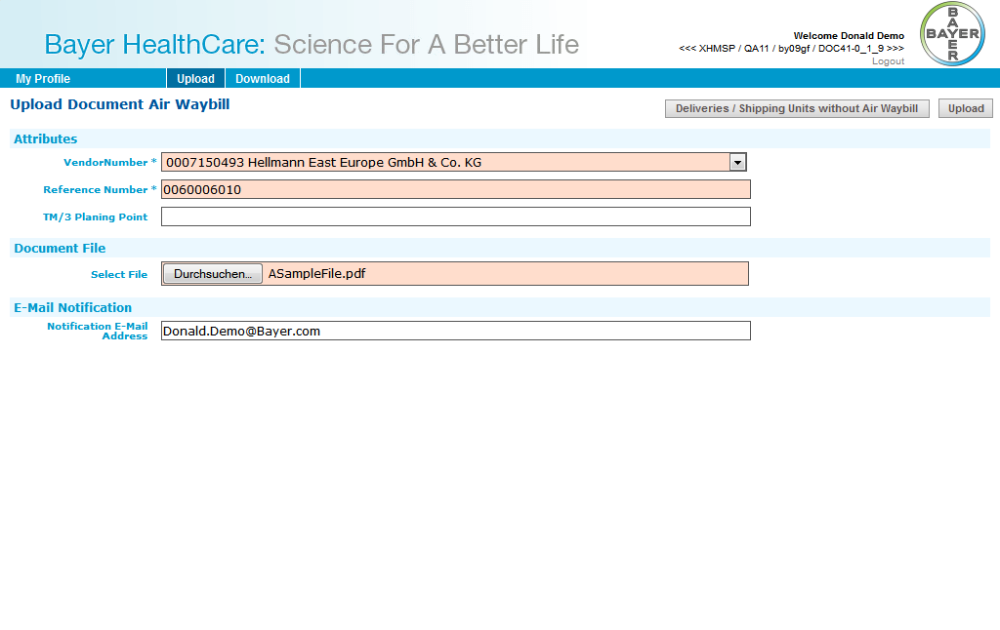 Bayer HealthCare: Science For A Better Life
Welcome Donald Demo
<<< XHMSP / QA11 / by09gf / DOC41-0_1_9 >>>
Logout
BAYER
BAYER
My Profile Upload Download
Upload Document Air Waybill
Deliveries / Shipping Units without Air Waybill Upload
Attributes
VendorNumber * 0007150493 Hellmann East Europe GmbH & Co. KG
Reference Number * 0060006010
TM/3 Planing Point
Document File
Select File Durchsuchen... ASampleFile.pdf
E-Mail Notification
Notification E-Mail
Address
Donald.Demo@Bayer.com